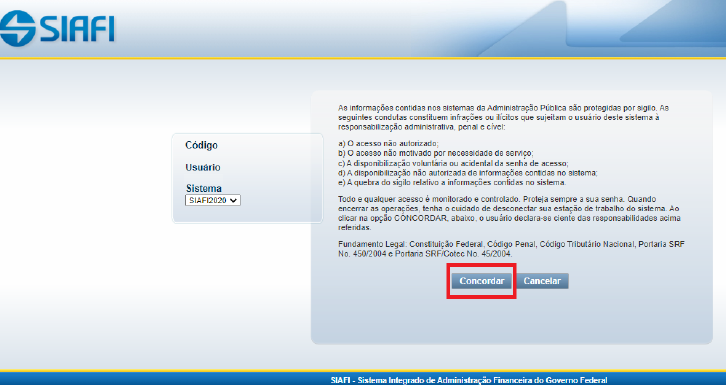 SIAFI
Código
Usuário
Sistema
SIAFI2020
As informações contidas nos sistemas da Administração Pública são protegidas por sigilo. As
seguintes condutas constituem infrações ou ilícitos que sujeitam o usuário deste sistema à
responsabilização administrativa, penal e cível:
a) O acesso não autorizado;
b) O acesso não motivado por necessidade de serviço;
c) A disponibilização voluntária ou acidental da senha de acesso;
d) A disponibilização não autorizada de informações contidas no sistema;
e) A quebra do sigilo relativo a informações contidas no sistema.
Todo e qualquer acesso é monitorado e controlado. Proteja sempre a sua senha. Quando
encerrar as operações, tenha o cuidado de desconectar sua estação de trabalho do sistema. Ao
clicar na opção CONCORDAR, abaixo, o usuário declara-se ciente das responsabilidades acima
referidas.
Fundamento Legal: Constituição Federal, Código Penal, Código Tributário Nacional, Portaria SRF
No. 450/2004 e Portaria SRF/Cotec No. 45/2004.
Concordar
Cancelar
SIAFI - Sistema Integrado de Administração Financeira do Governo Federal